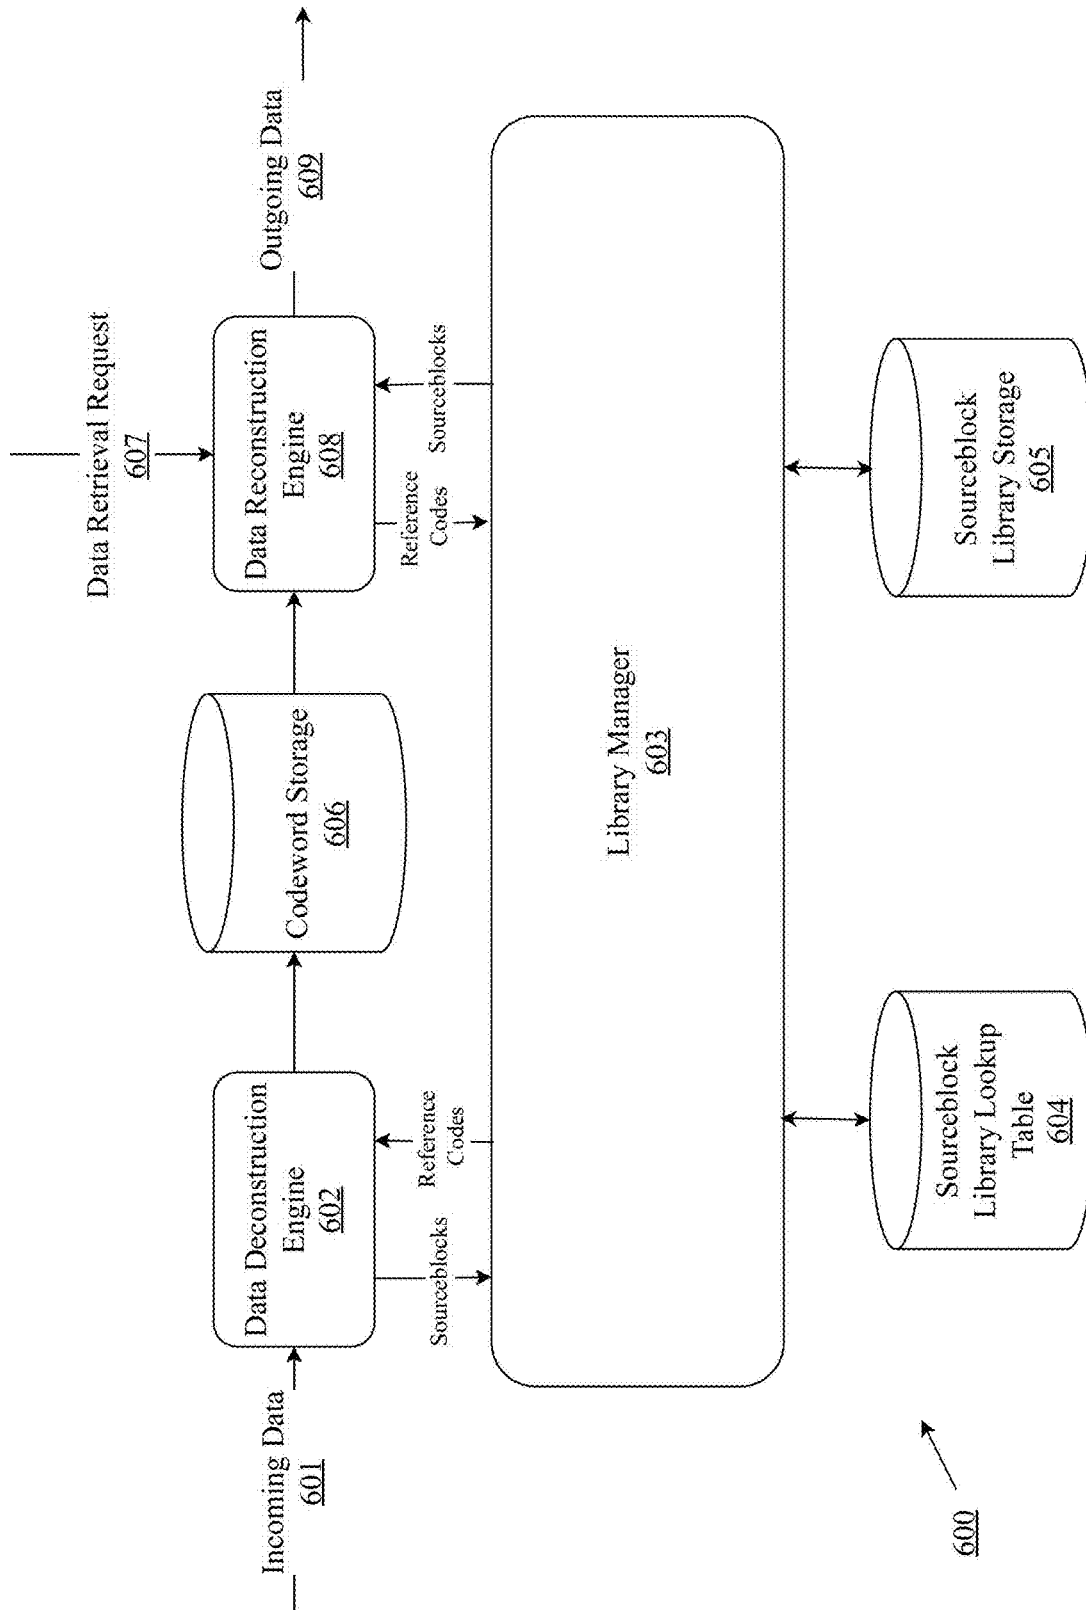 Data Retrieval Request
607
Incoming Data
601
Data Deconstruction
Engine
602
Codeword Storage
606
Data Reconstruction
Engine
608
Outgoing Data
609
Sourceblocks
Reference
Codes
Reference
Codes
Sourceblocks
Library Manager
603
Sourceblock
Library Lookup
Table
604
Sourceblock
Library Storage
605
600